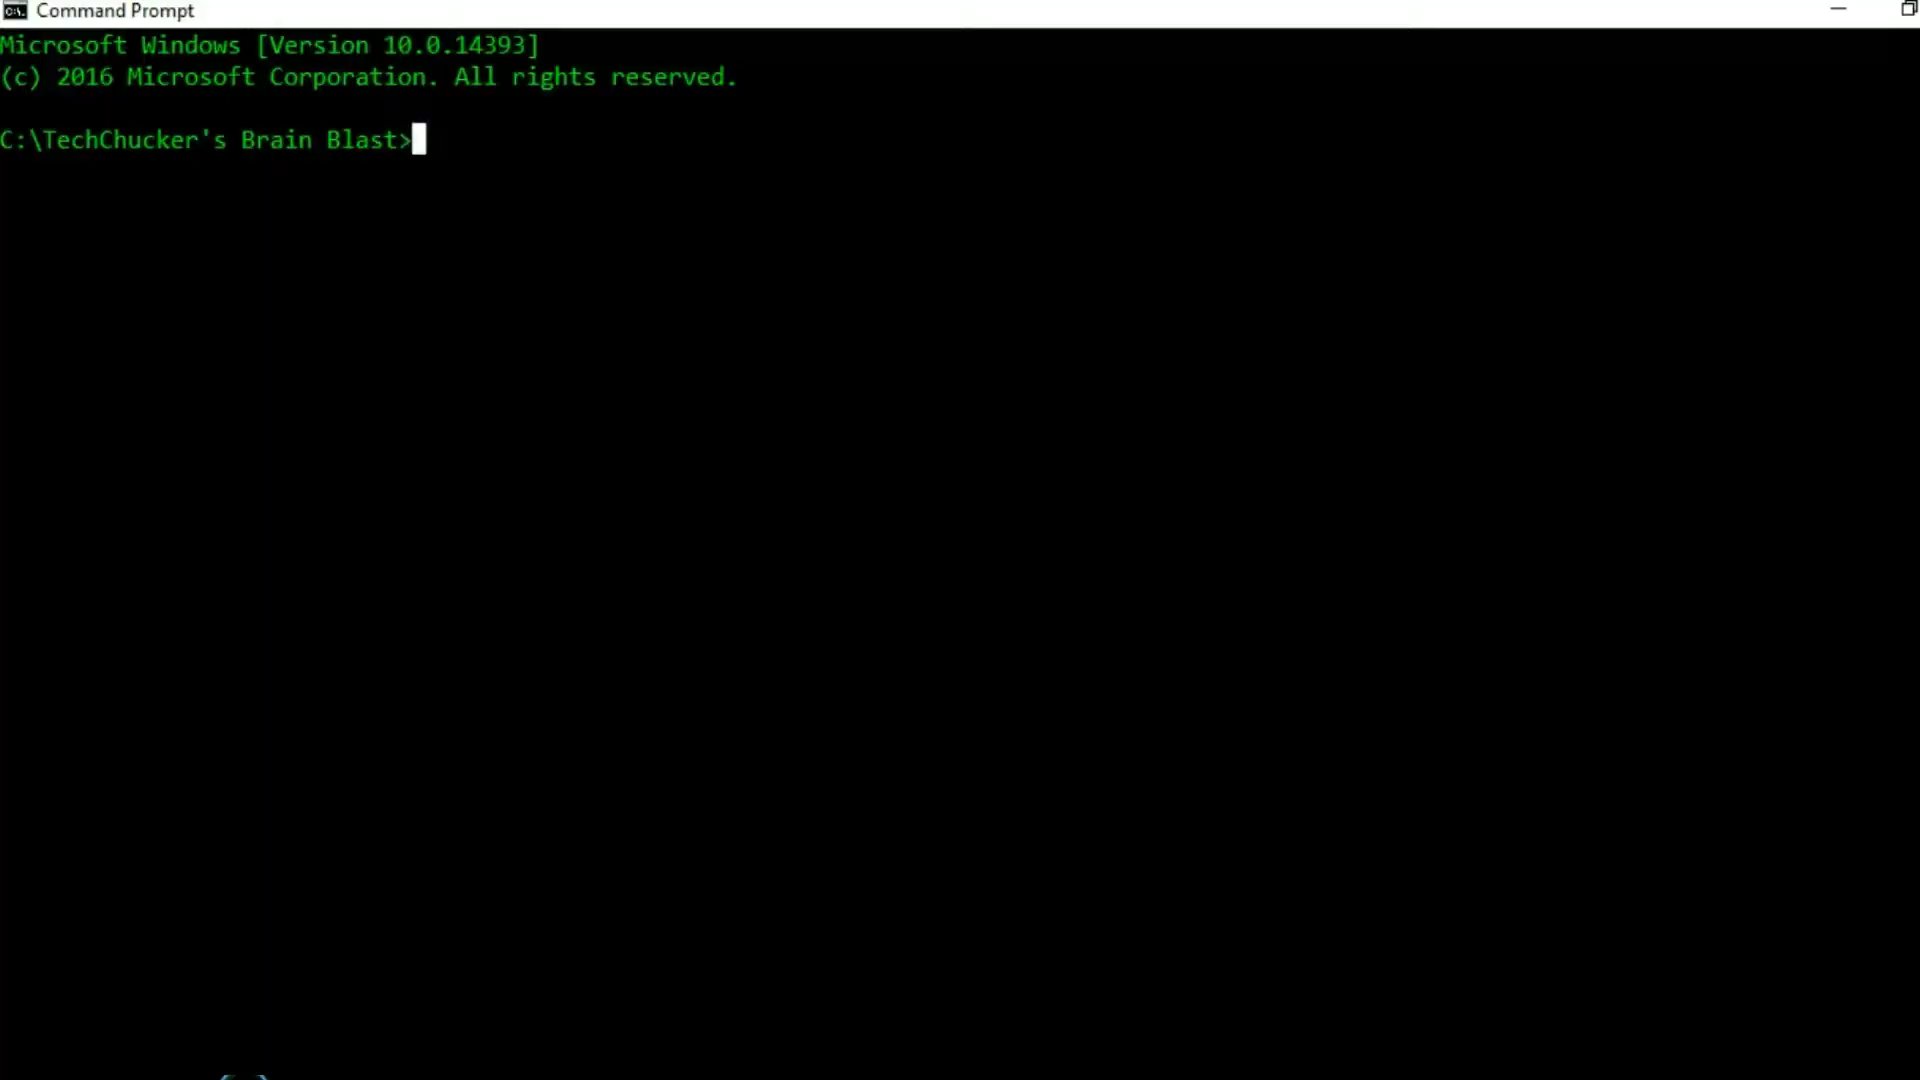 Command Prompt
Microsoft Windows [Version 10.0.14393]
(c) 2016 Microsoft Corporation. All rights reserved.
C:\TechChucker's Brain Blast>